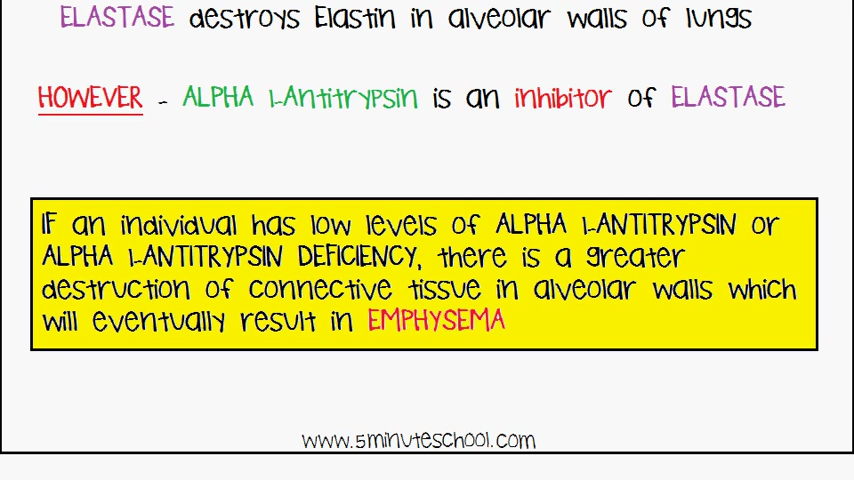 ELASTASE destroys Elastin in alveolar walls of lungs
HOWEVER - ALPHA 1-Antitrypsin is an inhibitor of ELASTASE
IF an individual has low levels of ALPHA 1-ANTITRYPSIN or
ALPHA 1-ANTITRYPSIN DEFICIENCY, there is a greater
destruction of connective tissue in alveolar walls which
will eventually result in EMPHYSEMA
www.5minuteschool.com